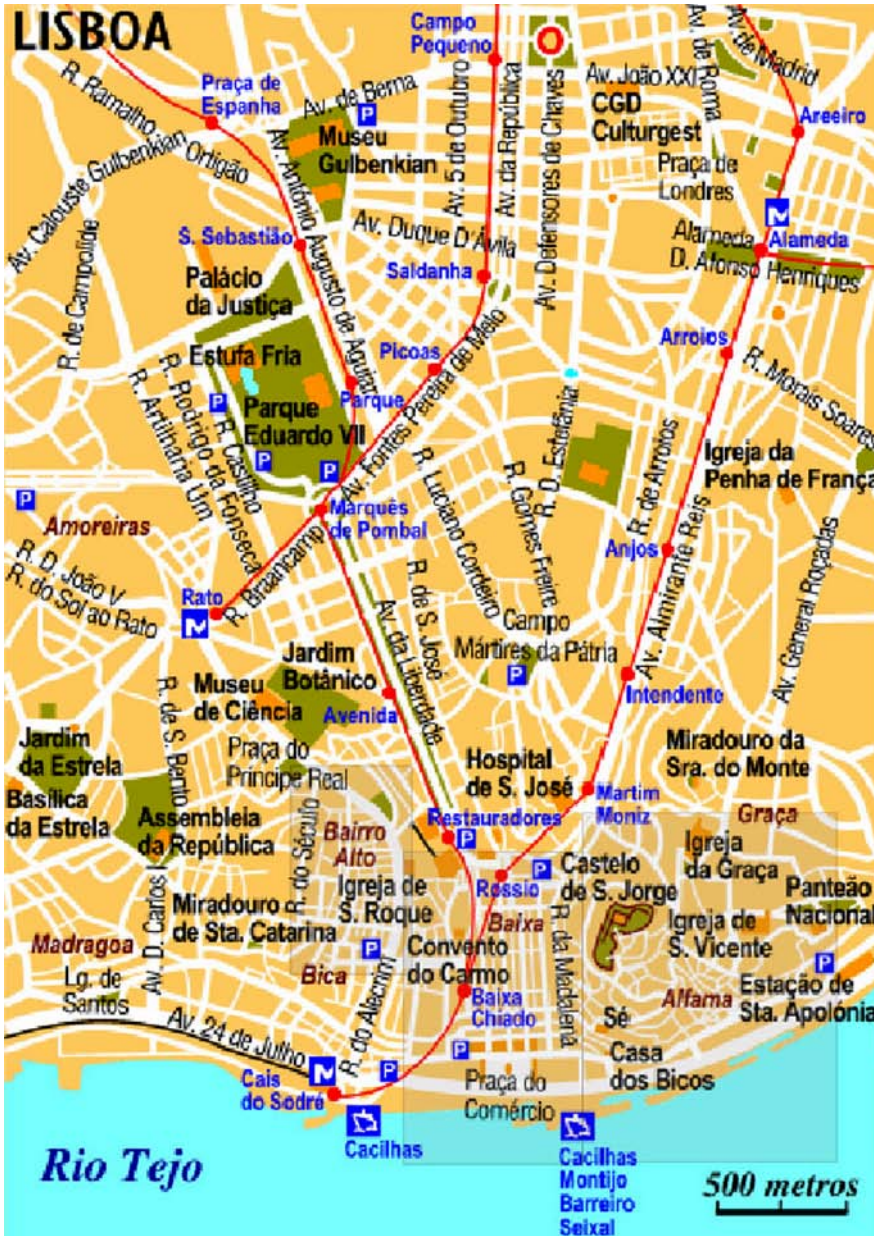 LISBOA
R. Ramalho
Ortigão
Praça de
Espanha
Av. de Berna
P
Museu
Gulbenkian
Campo
Pequeno
Av. 5 de Outubro
Av. da República
Av. Defensores de Chaves
Av. João XXI
CGD
Culturgest
Av. de Roma
Av. de Madrid
Areeiro
Praça de
Londres
Av. Calouste Gulbenkian
R. de Campolide
Av. António Augusto de Aguiar
S. Sebastião
Av. Duque D'Ávila
Saldanha
Alameda
Alameda
D. Afonso Henriques
Palácio
da Justiça
Estufa Fria
Picoas
Av. Fontes Pereira de Melo
Arroios
R. Morais Soares
Parque
Parque
Eduardo VII
P
P
P
R. Castilho
R. Rodrigo da Fonseca
R. Artilharia Um
R. D. Estefânia
R. Luciano Cordeiro
R. Gomes Freire
R. de Arroios
Igreja da
Penha de França
P
Amoreiras
Marquês
de Pombal
R. Braancamp
R. D. João V
R. do Sol ao Rato
Rato
Anjos
Av. Almirante Reis
Av. General Roçadas
R. de S. José
Av. da Liberdade
Campo
Mártires da Pátria
P
Intendente
Jardim
Botânico
Museu
de Ciência
Avenida
Praça do
Príncipe Real
R. de S. Bento
Jardim
da Estrela
Basílica
da Estrela
Assembleia
da República
Hospital
de S. José
Miradouro da
Sra. do Monte
Martim
Moniz
Graça
Restauradores
P
Bairro
Alto
R. do Século
Igreja de
S. Roque
Rossio
P
Castelo
de S. Jorge
Igreja
da Graça
Panteão
Nacional
Miradouro
de Sta. Catarina
Baixa
Igreja de
S. Vicente
Madragoa
Av. D. Carlos I
Bica
P
Convento
do Carmo
R. da Madalena
P
Lg. de
Santos
Baixa
Chiado
Alfama
Estação de
Sta. Apolónia
Av. 24 de Julho
R. do Alecrim
Sé
Casa
dos Bicos
P
P
Cais
do Sodré
Praça do
Comércio
Cacilhas
Cacilhas
Montijo
Barreiro
Seixal
Rio Tejo
500 metros